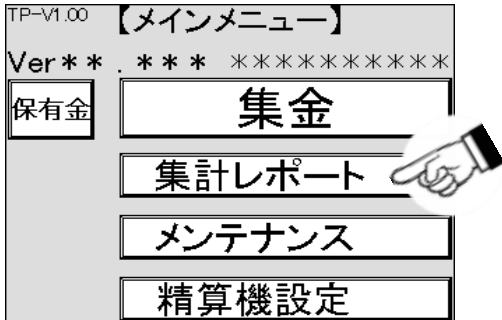 TP-V1.00 【メインメニュー】
Ver**.*** **********
保有金 集金
集計レポート
メンテナンス
精算機設定